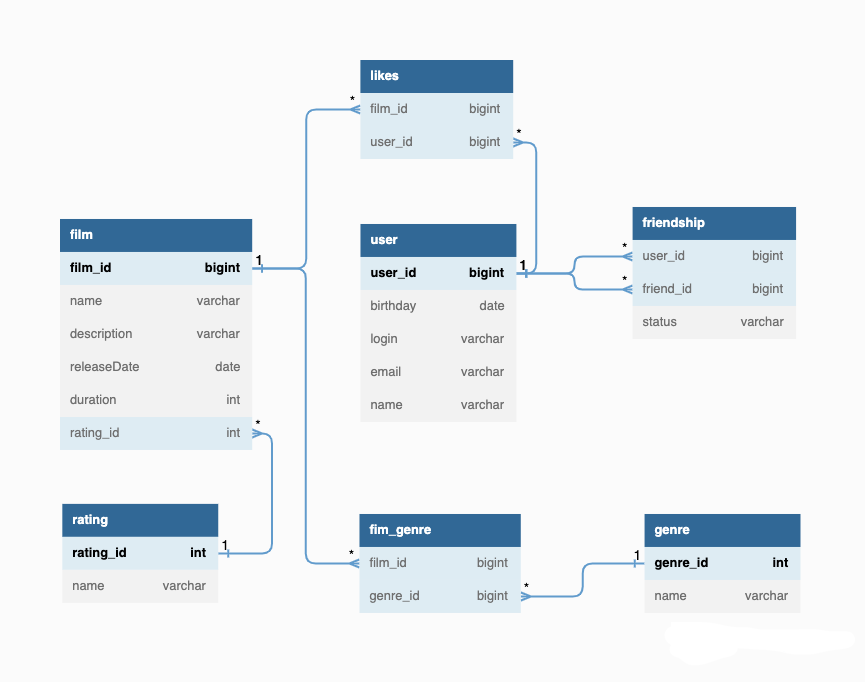 likes
film_id bigint
user_id bigint
film
film_id bigint
name varchar
description varchar
releaseDate date
duration int
rating_id int
user
user_id bigint
birthday date
login varchar
email varchar
name varchar
friendship
user_id bigint
friend_id bigint
status varchar
rating
rating_id int
name varchar
fim_genre
film_id bigint
genre_id bigint
genre
genre_id int
name varchar
*
*
1
1
*
*
*
1
*
*
1